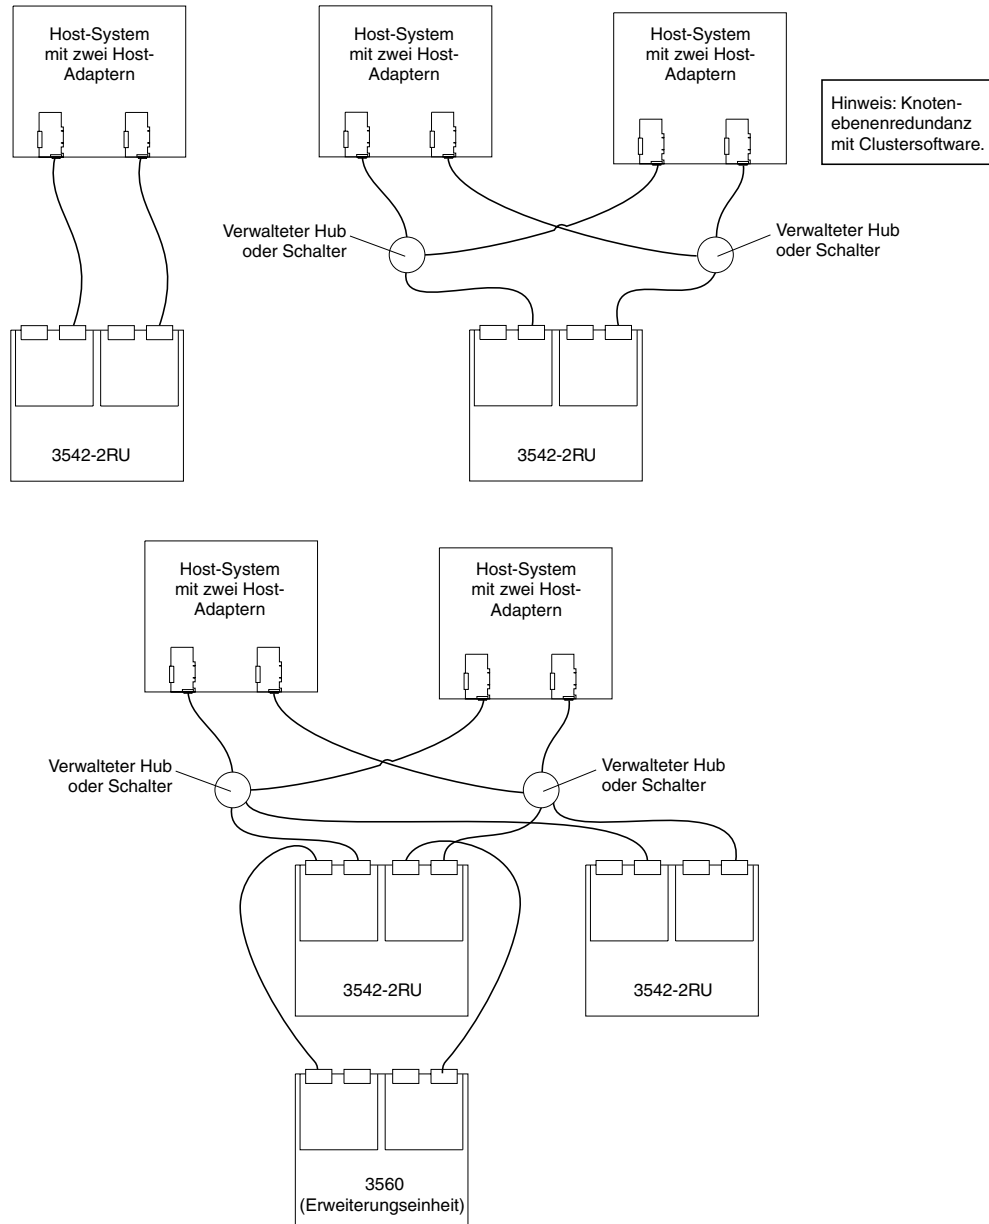 Host-System
mit zwei Host-
Adaptern
3542-2RU
Host-System
mit zwei Host-
Adaptern
Host-System
mit zwei Host-
Adaptern
Hinweis: Knoten-
ebenenredundanz
mit Clustersoftware.
Verwalteter Hub
oder Schalter
Verwalteter Hub
oder Schalter
3542-2RU
Host-System
mit zwei Host-
Adaptern
Host-System
mit zwei Host-
Adaptern
Verwalteter Hub
oder Schalter
Verwalteter Hub
oder Schalter
3542-2RU
3542-2RU
3560
(Erweiterungseinheit)